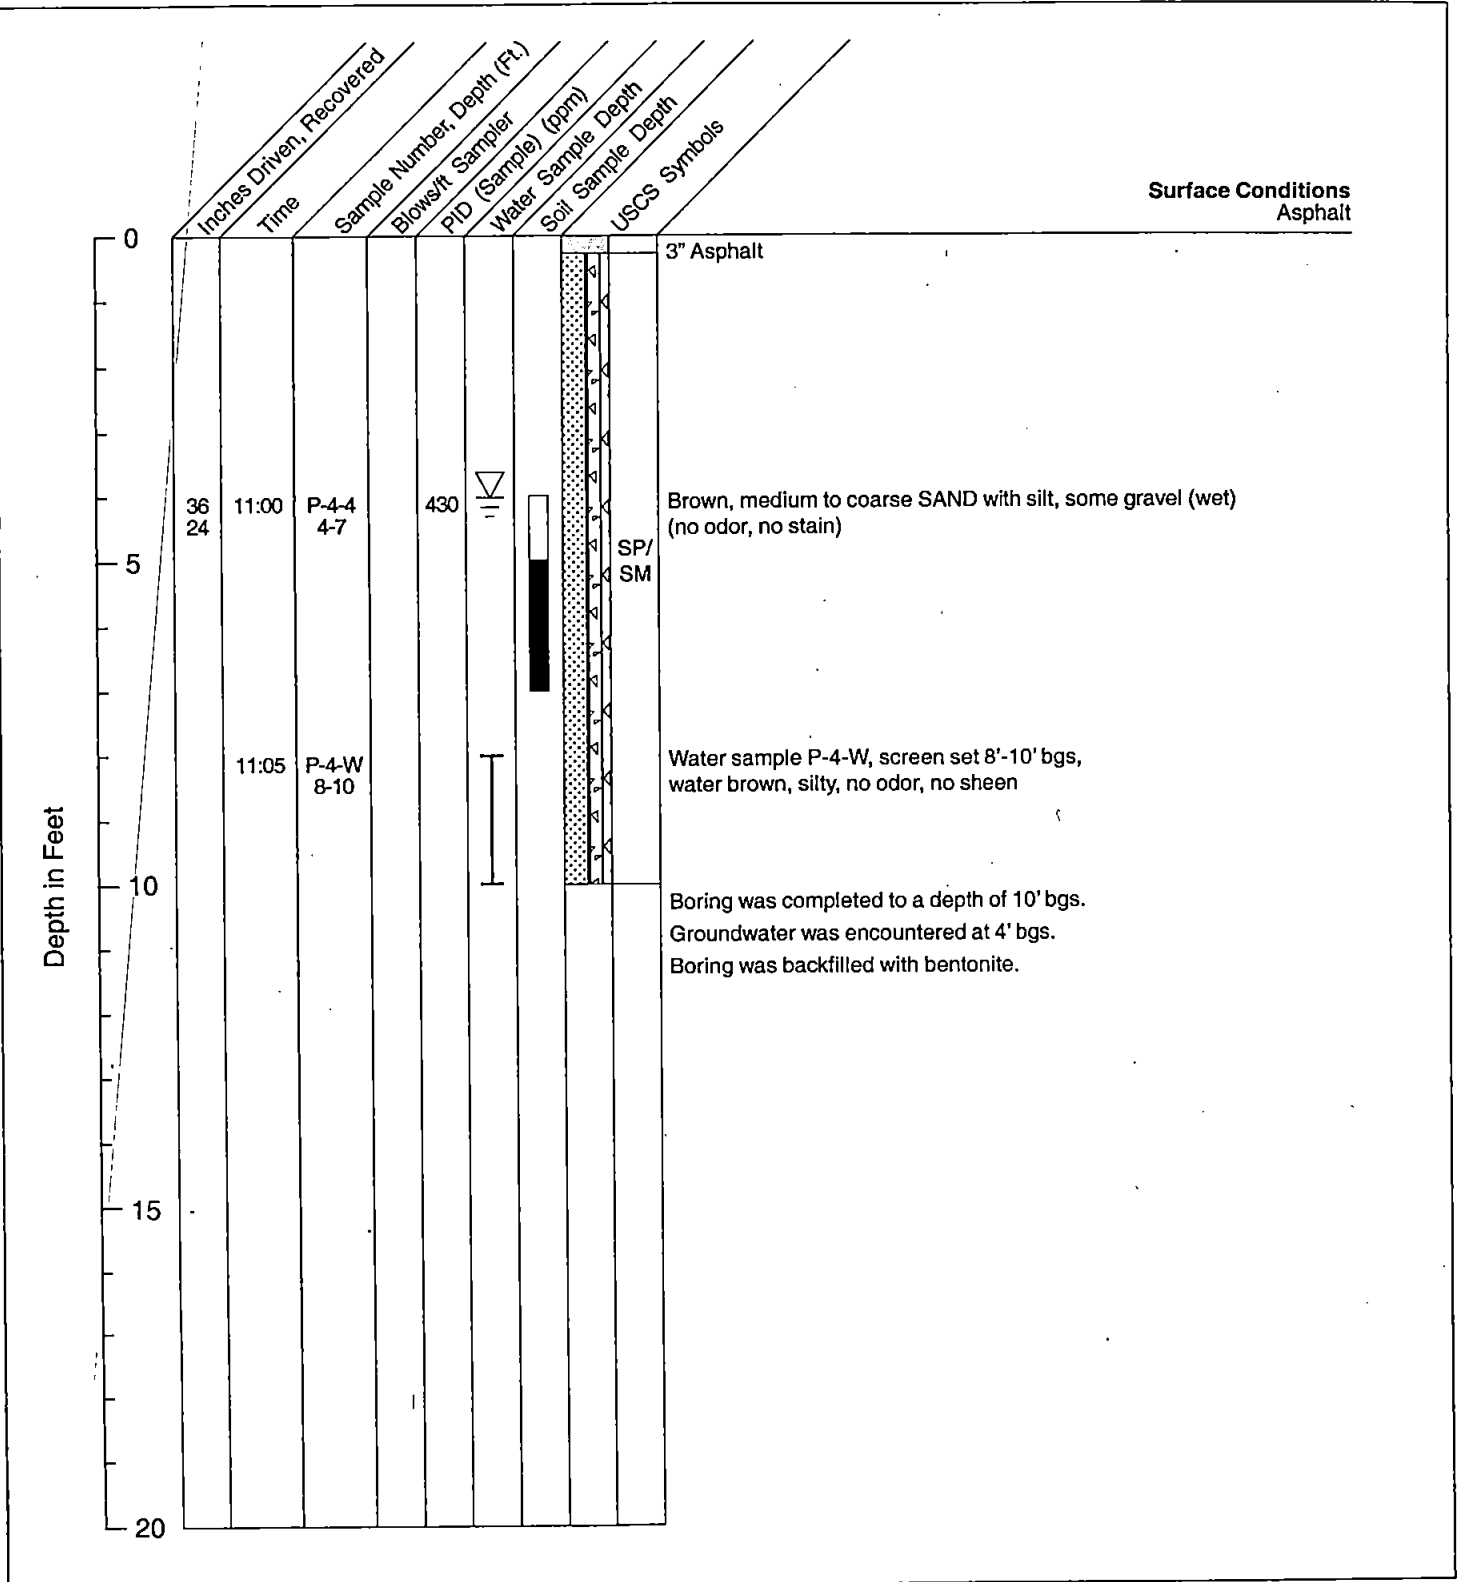 Inches Driven, Recovered
Time
Sample Number, Depth (Ft.)
Blows/ft Sampler
PID (Sample) (ppm)
Water Sample Depth
Soil Sample Depth
USCS Symbols
Surface Conditions
Asphalt
0
3" Asphalt
36 11:00 P-4-4 430 Brown, medium to coarse SAND with silt, some gravel (wet)
24 4-7 (no odor, no stain)
SP/
5
SM
Water sample P-4-W, screen set 8'-10' bgs,
11:05 P-4-W
8-10 water brown, silty, no odor, no sheen
Depth in Feet
10
Boring was completed to a depth of 10' bgs.
Groundwater was encountered at 4' bgs.
Boring was backfilled with bentonite.
15
20